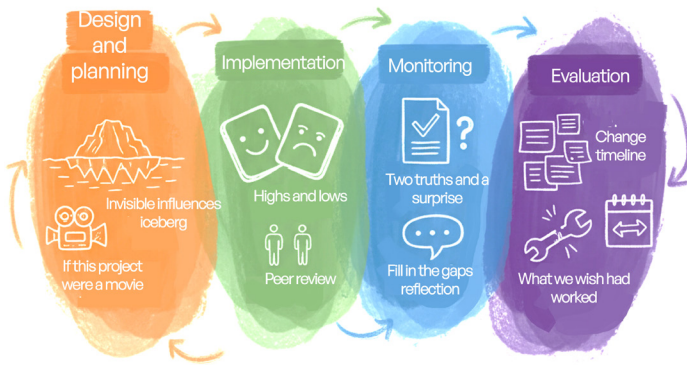 Design
and
planning
Invisible influences
iceberg
If this project
were a movie
Implementation
Highs and lows
Peer review
Monitoring
?
Two truths and a
surprise
Fill in the gaps
reflection
Evaluation
Change
timeline
What we wish had
worked